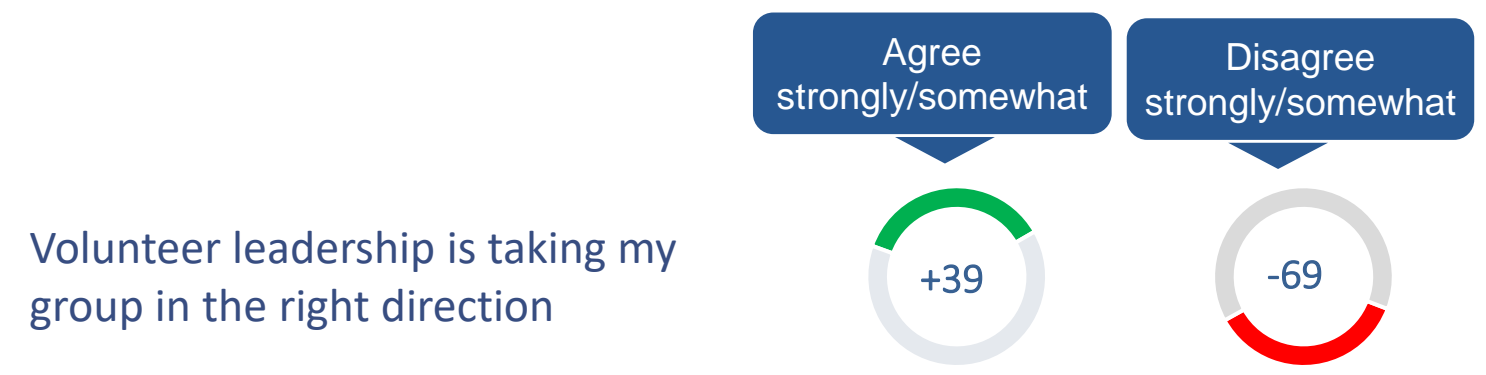 Agree
strongly/somewhat
Disagree
strongly/somewhat
Volunteer leadership is taking my
group in the right direction
+39
-69